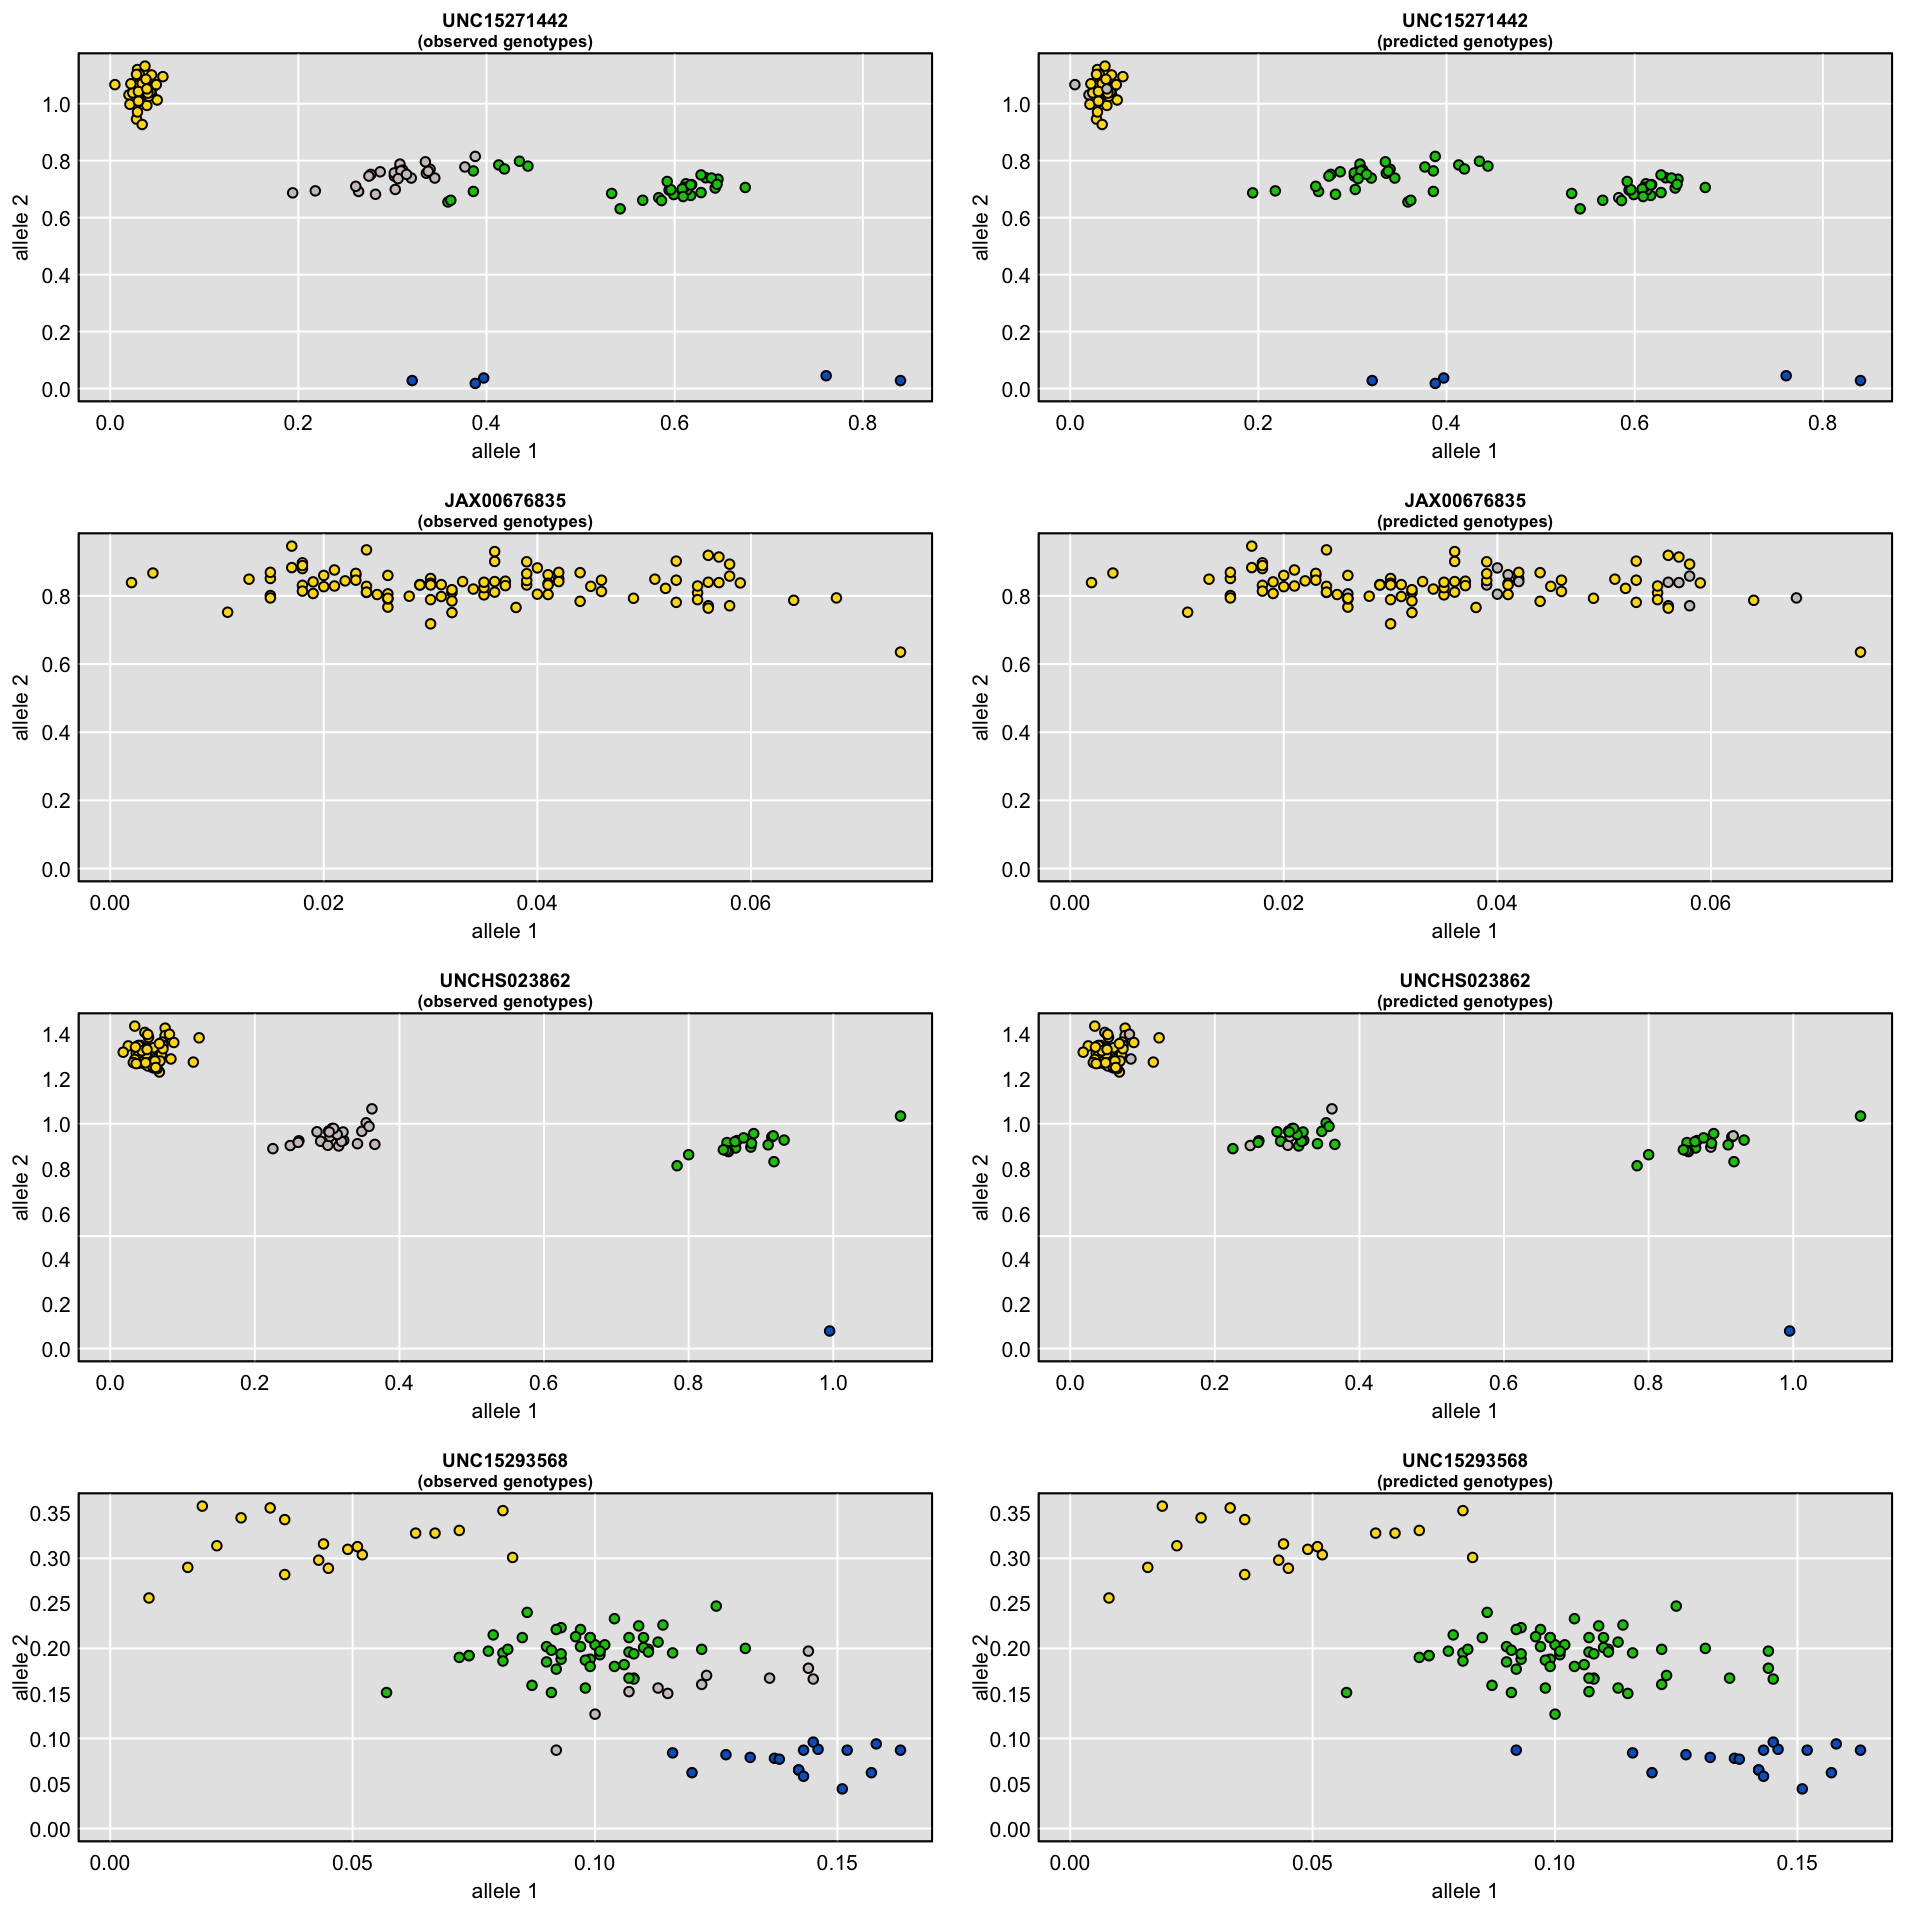 UNC15271442
(observed genotypes)
allele 2
1.0
0.8
0.6
0.4
0.2
0.0
0.0 0.2 0.4 0.6 0.8
allele 1
UNC15271442
(predicted genotypes)
allele 2
1.0
0.8
0.6
0.4
0.2
0.0
0.0 0.2 0.4 0.6 0.8
allele 1
JAX00676835
(observed genotypes)
allele 2
0.8
0.6
0.4
0.2
0.0
0.00 0.02 0.04 0.06
allele 1
JAX00676835
(predicted genotypes)
allele 2
0.8
0.6
0.4
0.2
0.0
0.00 0.02 0.04 0.06
allele 1
UNCHS023862
(observed genotypes)
allele 2
1.4
1.2
1.0
0.8
0.6
0.4
0.2
0.0
0.0 0.2 0.4 0.6 0.8 1.0
allele 1
UNCHS023862
(predicted genotypes)
allele 2
1.4
1.2
1.0
0.8
0.6
0.4
0.2
0.0
0.0 0.2 0.4 0.6 0.8 1.0
allele 1
UNC15293568
(observed genotypes)
allele 2
0.35
0.30
0.25
0.20
0.15
0.10
0.05
0.00
0.00 0.05 0.10 0.15
allele 1
UNC15293568
(predicted genotypes)
allele 2
0.35
0.30
0.25
0.20
0.15
0.10
0.05
0.00
0.00 0.05 0.10 0.15
allele 1